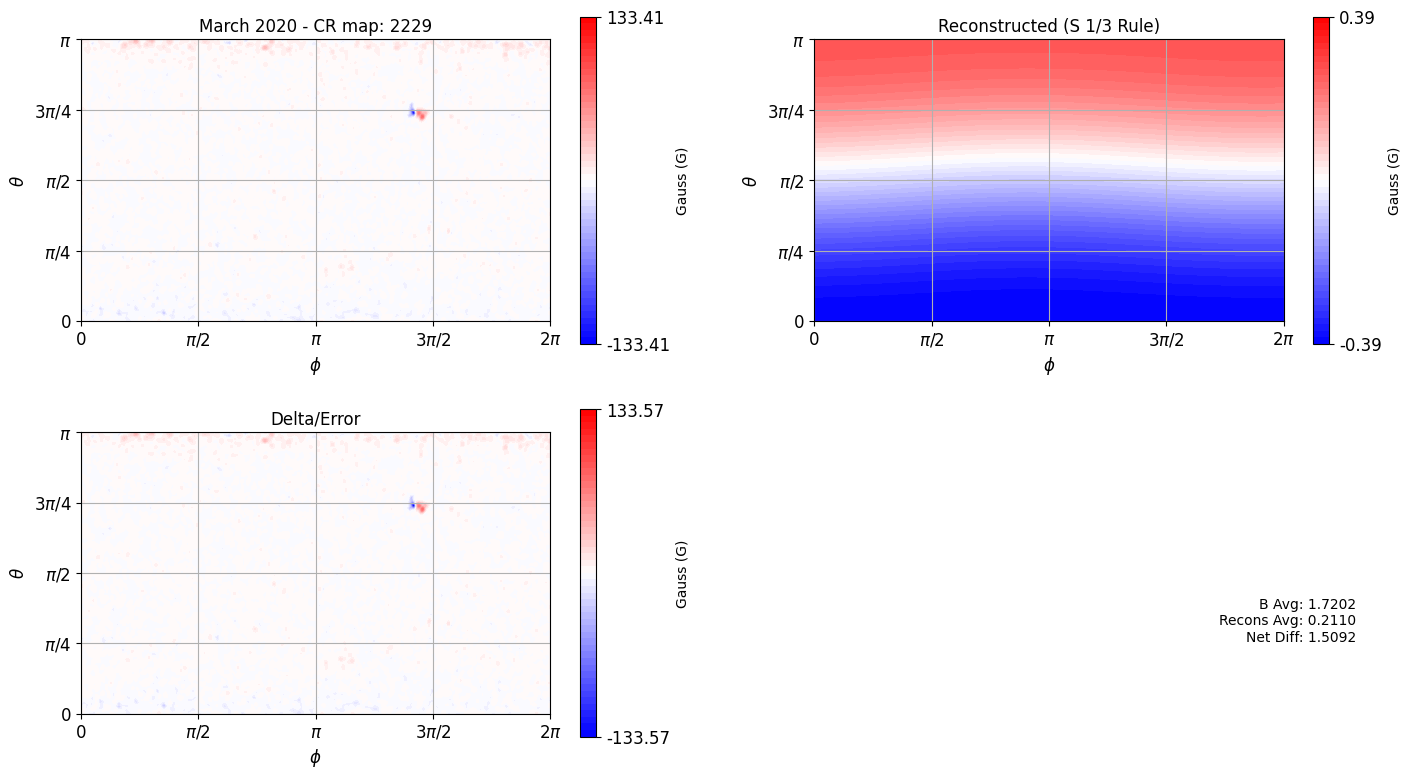 March 2020 - CR map: 2229
133.41
π
3π/4
π/2
π/4
0
θ
0
π/2
π
3π/2
2π
ϕ
-133.41
Gauss (G)
Reconstructed (S 1/3 Rule)
0.39
π
3π/4
π/2
π/4
0
θ
0
π/2
π
3π/2
2π
ϕ
-0.39
Gauss (G)
Delta/Error
133.57
π
3π/4
π/2
π/4
0
θ
0
π/2
π
3π/2
2π
ϕ
-133.57
Gauss (G)
B Avg: 1.7202
Recons Avg: 0.2110
Net Diff: 1.5092